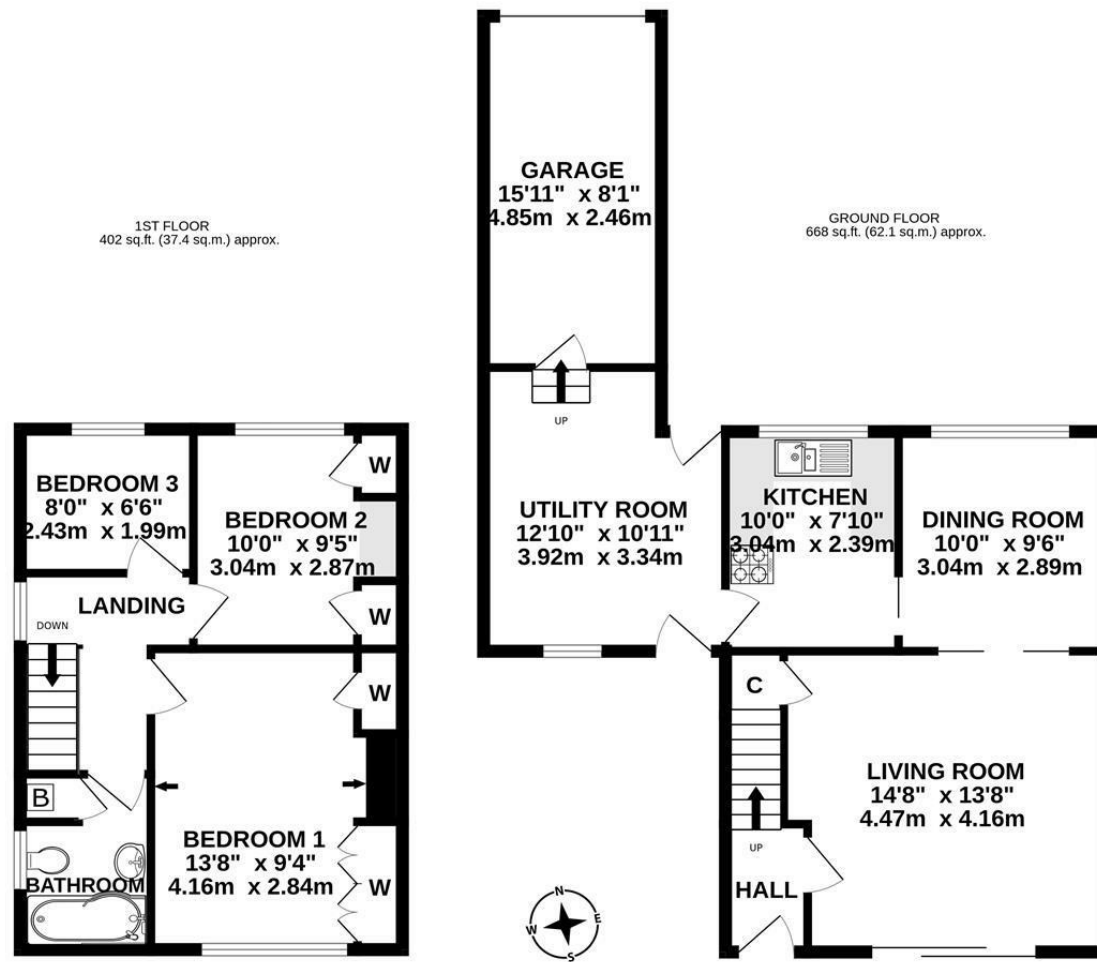 1ST FLOOR
402 sq.ft. (37.4 sq.m.) approx.
BEDROOM 3
8'0" x 6'6"
2.43m x 1.99m
BEDROOM 2
10'0" x 9'5"
3.04m x 2.87m
W
W
LANDING
DOWN
W
B
BEDROOM 1
13'8" x 9'4"
4.16m x 2.84m
W
BATHROOM
GROUND FLOOR
668 sq.ft. (62.1 sq.m.) approx.
GARAGE
15'11" x 8'1"
4.85m x 2.46m
UP
UTILITY ROOM
12'10" x 10'11"
3.92m x 3.34m
KITCHEN
10'0" x 7'10"
3.04m x 2.39m
DINING ROOM
10'0" x 9'6"
3.04m x 2.89m
C
LIVING ROOM
14'8" x 13'8"
4.47m x 4.16m
UP
HALL
N
E
W
S